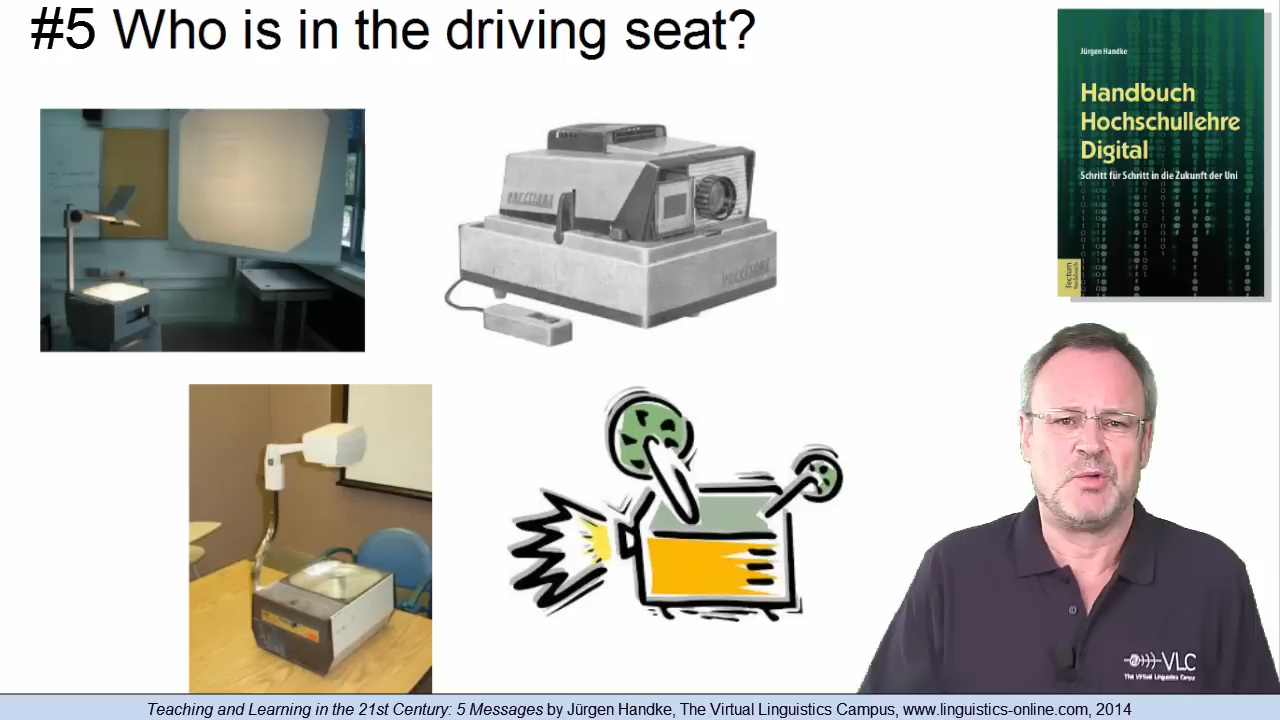 #5 Who is in the driving seat?
Jürgen Handke
Handbuch
Hochschullehre
Digital
Schritt für Schritt in die Zukunft der Uni
Tectum
VLC
The Virtual Linguistics Campus
Teaching and Learning in the 21st Century: 5 Messages by Jürgen Handke, The Virtual Linguistics Campus, www.linguistics-online.com, 2014